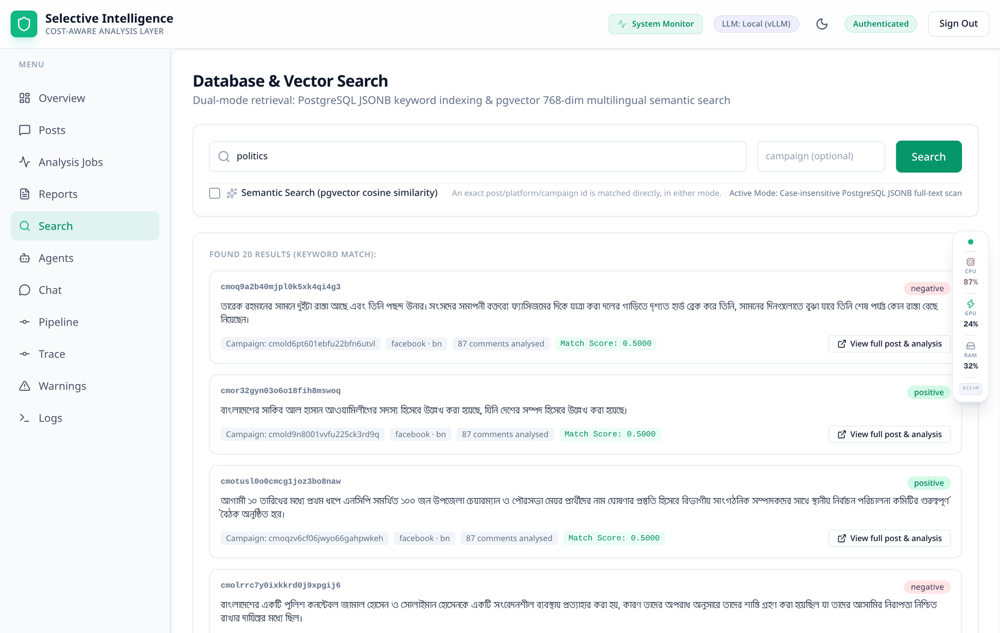 Selective Intelligence
COST-AWARE ANALYSIS LAYER
System Monitor
LLM: Local (vLLM)
Authenticated
Sign Out
MENU
Overview
Posts
Analysis Jobs
Reports
Search
Agents
Chat
Pipeline
Trace
Warnings
Logs
Database & Vector Search
Dual-mode retrieval: PostgreSQL JSONB keyword indexing & pgvector 768-dim multilingual semantic search
politics
campaign (optional)
Search
Semantic Search (pgvector cosine similarity)
An exact post/platform/campaign id is matched directly, in either mode.
Active Mode: Case-insensitive PostgreSQL JSONB full-text scan
FOUND 20 RESULTS (KEYWORD MATCH):
cmoq9a2b40mjpl0k5xk4qi4g3
negative
তারেক রহমানের সামনে দুইটা রাস্তা আছে এবং তিনি পছন্দ উনার। সংসদের সমাপনী বক্তব্যে ফ্যাসিজমের দিকে যাত্রা করা দলের গাড়িতে দৃশ্যত হার্ড ব্রেক করে তিনি, সামনের দিনগুলোতে বুঝা যাবে তিনি শেষ পর্যন্ত কোন রাস্তা বেছে
নিয়েছেন।
Campaign: cmold6pt601ebfu22bfn6utvl
facebook · bn
87 comments analysed
Match Score: 0.5000
View full post & analysis
cmor32gyn03o6o18fih8mswoq
positive
বাংলাদেশের সাকিব আল হাসান আওয়ামিলীগের সদস্য হিসেবে উল্লেখ করা হয়েছে, যিনি দেশের সম্পদ হিসেবে উল্লেখ করা হয়েছে।
Campaign: cmold9n8001vvfu225ck3rd9q
facebook · bn
87 comments analysed
Match Score: 0.5000
View full post & analysis
cmotusl0o0cmcg1joz3bo8naw
positive
আগামী ১০ তারিখের মধ্যে প্রথম ধাপে এনসিপি সমর্থিত ১০০ জন উপজেলা চেয়ারম্যান ও পৌরসভা মেয়র প্রার্থীদের নাম ঘোষণার প্রস্তুতি হিসেবে বিভাগীয় সাংগঠনিক সম্পাদকদের সাথে স্থানীয় নির্বাচন পরিচালনা কমিটির গুরুত্বপূর্ণ
বৈঠক অনুষ্ঠিত হবে।
Campaign: cmoqzv6cf06jwyo66gahpwkeh
facebook · bn
87 comments analysed
Match Score: 0.5000
View full post & analysis
cmolrrc7y0ixkkrd0j9xpgij6
negative
বাংলাদেশের একটি পুলিশ কনস্টেবল জামাল হোসেন ও সোলাইমান হোসেনকে একটি সংবেদনশীল ব্যবস্থায় প্রত্যাহার করা হয়, কারণ তাদের অপরাধ অনুসারে তাদের শাস্তি গ্রহণ করা হয়েছিল যা তাদের আসামির নিরাপত্তা নিশ্চিত
রাখার দায়িত্বের মধ্যে ছিল।
CPU
87%
GPU
24%
RAM
32%
Alt+M